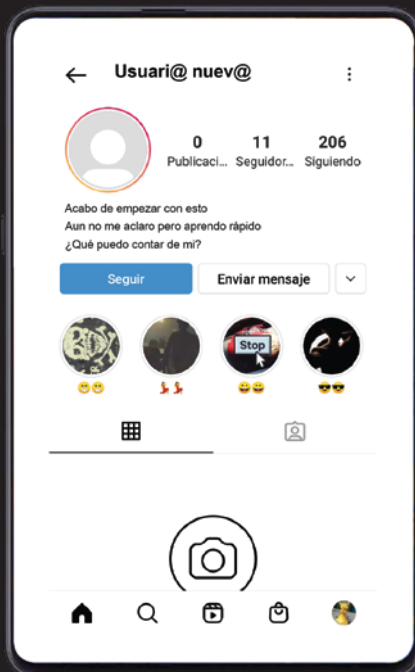 Usuari@ nuev@
0 11 206
Publicaci... Seguidor... Siguiendo
Acabo de empezar con esto
Aun no me aclaro pero aprendo rápido
¿Qué puedo contar de mi?
Seguir Enviar mensaje
Stop